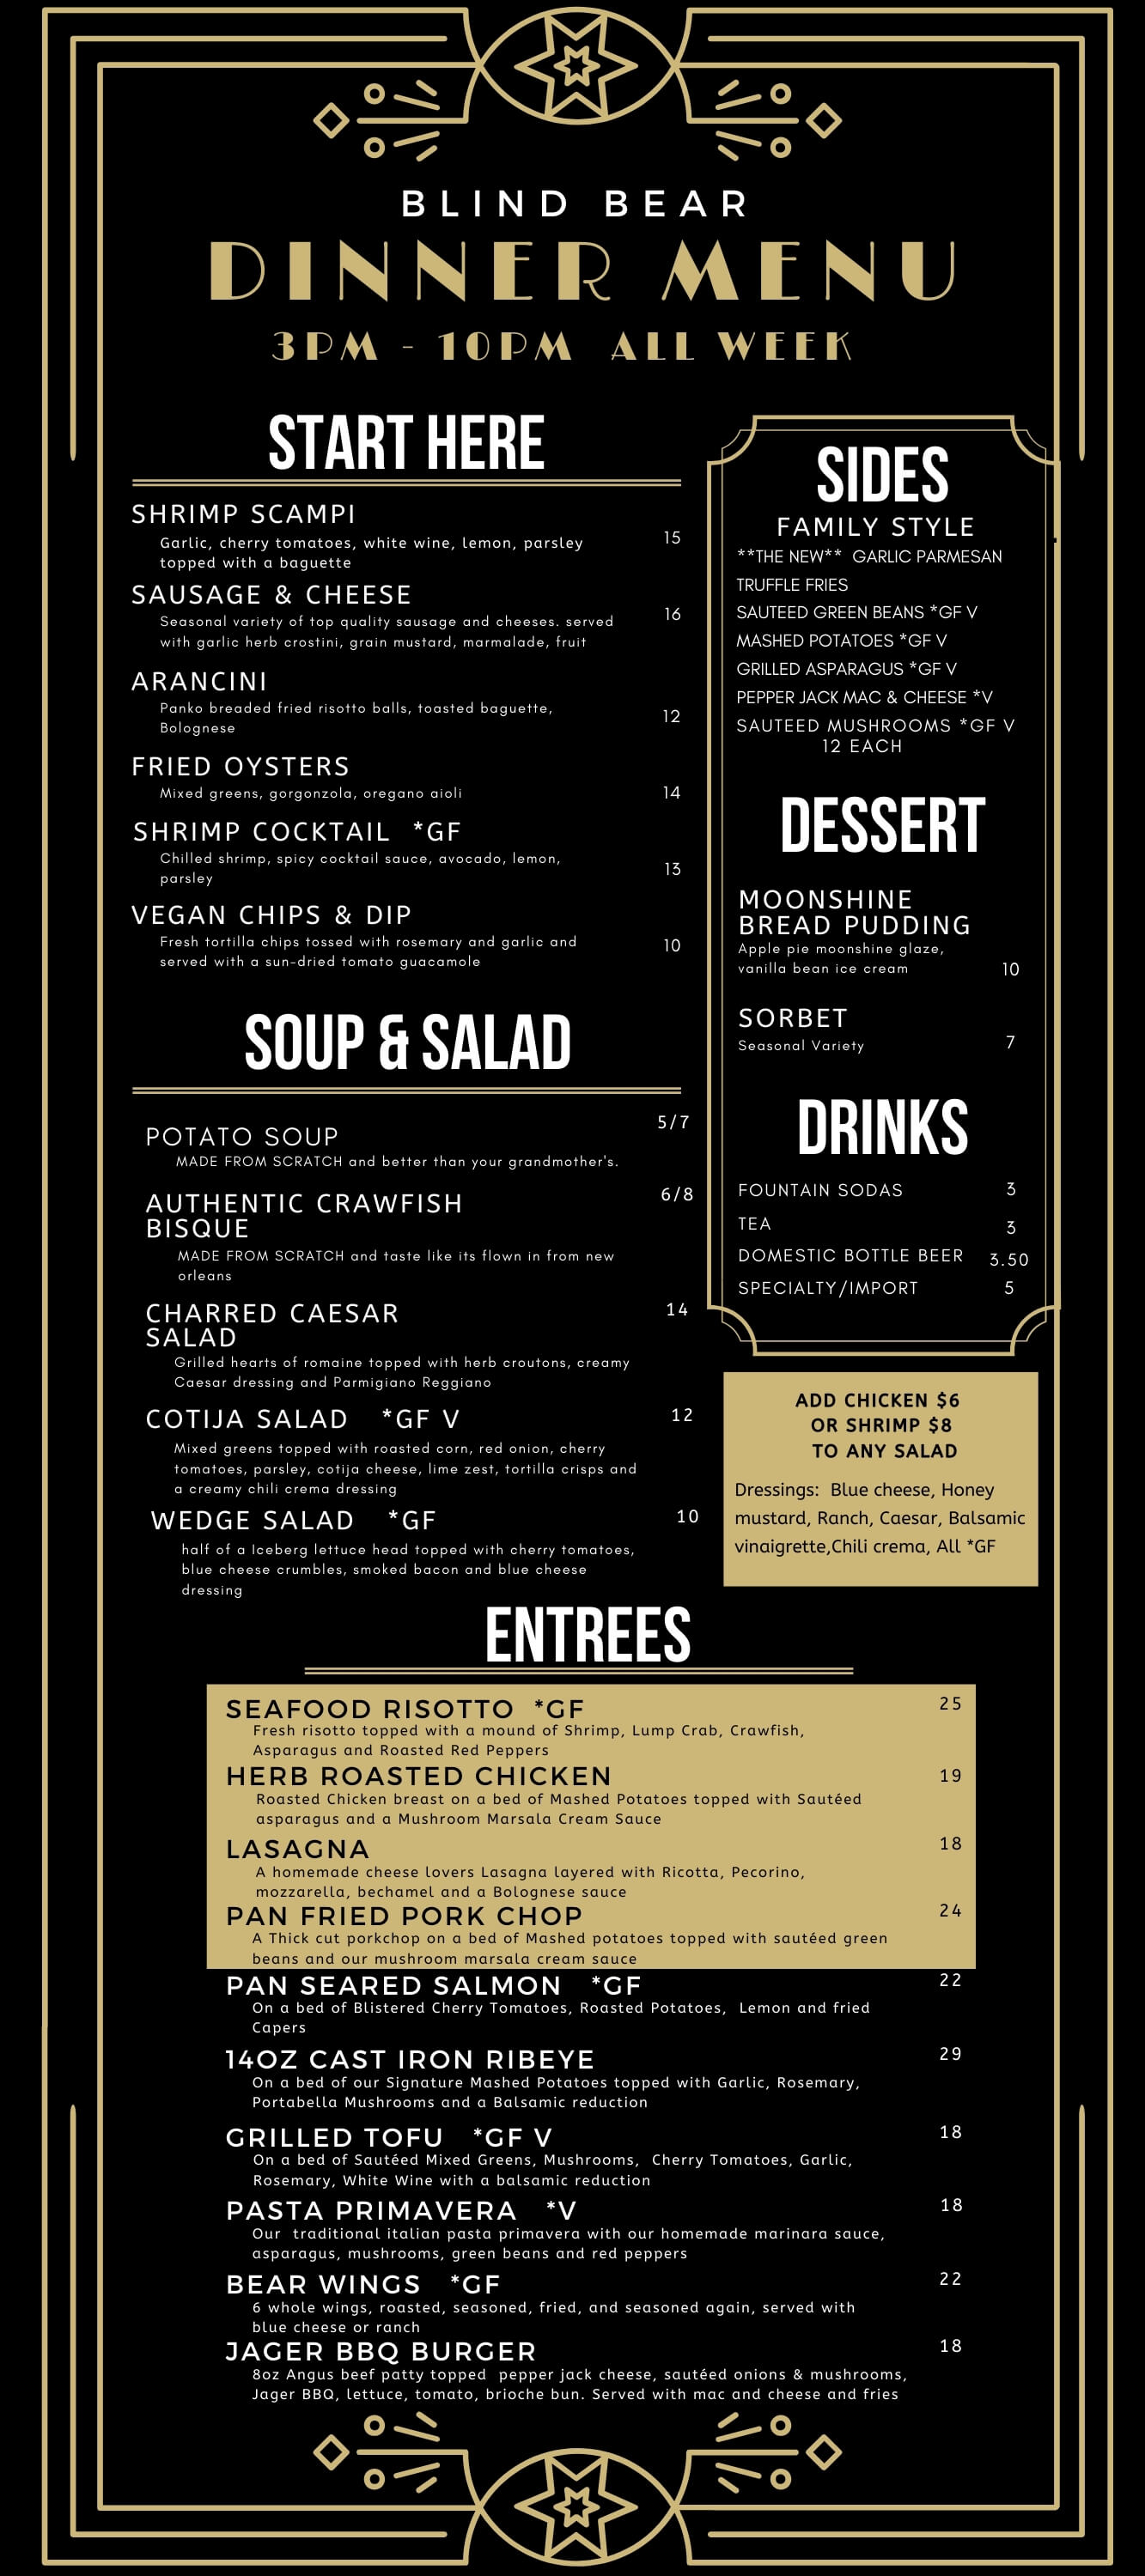 BLIND BEAR
DINNER MENU
3PM - 10PM ALL WEEK
START HERE
SHRIMP SCAMPI
Garlic, cherry tomatoes, white wine, lemon, parsley
topped with a baguette
15
SAUSAGE & CHEESE
Seasonal variety of top quality sausage and cheeses. served
with garlic herb crostini, grain mustard, marmalade, fruit
16
ARANCINI
Panko breaded fried risotto balls, toasted baguette,
Bolognese
12
FRIED OYSTERS
Mixed greens, gorgonzola, oregano aioli
14
SHRIMP COCKTAIL *GF
Chilled shrimp, spicy cocktail sauce, avocado, lemon,
parsley
13
VEGAN CHIPS & DIP
Fresh tortilla chips tossed with rosemary and garlic and
served with a sun-dried tomato guacamole
10
SOUP & SALAD
POTATO SOUP
5/7
MADE FROM SCRATCH and better than your grandmother's.
AUTHENTIC CRAWFISH
BISQUE
6/8
MADE FROM SCRATCH and taste like its flown in from new
orleans
CHARRED CAESAR
SALAD
14
Grilled hearts of romaine topped with herb croutons, creamy
Caesar dressing and Parmigiano Reggiano
COTIJA SALAD *GF V
12
Mixed greens topped with roasted corn, red onion, cherry
tomatoes, parsley, cotija cheese, lime zest, tortilla crisps and
a creamy chili crema dressing
WEDGE SALAD *GF
10
half of a Iceberg lettuce head topped with cherry tomatoes,
blue cheese crumbles, smoked bacon and blue cheese
dressing
SIDES
FAMILY STYLE
**THE NEW** GARLIC PARMESAN
TRUFFLE FRIES
SAUTEED GREEN BEANS *GF V
MASHED POTATOES *GF V
GRILLED ASPARAGUS *GF V
PEPPER JACK MAC & CHEESE *V
SAUTEED MUSHROOMS *GF V
12 EACH
DESSERT
MOONSHINE
BREAD PUDDING
Apple pie moonshine glaze,
vanilla bean ice cream
10
SORBET
Seasonal Variety
7
DRINKS
FOUNTAIN SODAS 3
TEA 3
DOMESTIC BOTTLE BEER 3.50
SPECIALTY/IMPORT 5
ADD CHICKEN $6
OR SHRIMP $8
TO ANY SALAD
Dressings: Blue cheese, Honey
mustard, Ranch, Caesar, Balsamic
vinaigrette,Chili crema, All *GF
ENTREES
SEAFOOD RISOTTO *GF 25
Fresh risotto topped with a mound of Shrimp, Lump Crab, Crawfish,
Asparagus and Roasted Red Peppers
HERB ROASTED CHICKEN 19
Roasted Chicken breast on a bed of Mashed Potatoes topped with Sautéed
asparagus and a Mushroom Marsala Cream Sauce
LASAGNA 18
A homemade cheese lovers Lasagna layered with Ricotta, Pecorino,
mozzarella, bechamel and a Bolognese sauce
PAN FRIED PORK CHOP 24
A Thick cut porkchop on a bed of Mashed potatoes topped with sautéed green
beans and our mushroom marsala cream sauce
PAN SEARED SALMON *GF 22
On a bed of Blistered Cherry Tomatoes, Roasted Potatoes, Lemon and fried
Capers
14OZ CAST IRON RIBEYE 29
On a bed of our Signature Mashed Potatoes topped with Garlic, Rosemary,
Portabella Mushrooms and a Balsamic reduction
GRILLED TOFU *GF V 18
On a bed of Sautéed Mixed Greens, Mushrooms, Cherry Tomatoes, Garlic,
Rosemary, White Wine with a balsamic reduction
PASTA PRIMAVERA *V 18
Our traditional italian pasta primavera with our homemade marinara sauce,
asparagus, mushrooms, green beans and red peppers
BEAR WINGS *GF 22
6 whole wings, roasted, seasoned, fried, and seasoned again, served with
blue cheese or ranch
JAGER BBQ BURGER 18
8oz Angus beef patty topped pepper jack cheese, sautéed onions & mushrooms,
Jager BBQ, lettuce, tomato, brioche bun. Served with mac and cheese and fries